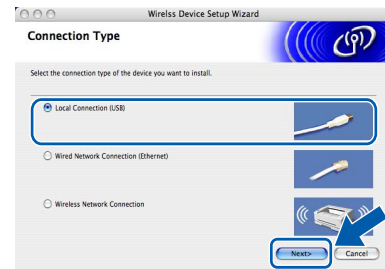 Wirelss Device Setup Wizard
Connection Type
Select the connection type of the device you want to install.
Local Connection (USB)
Wired Network Connection (Ethernet)
Wireless Network Connection
Next>
Cancel